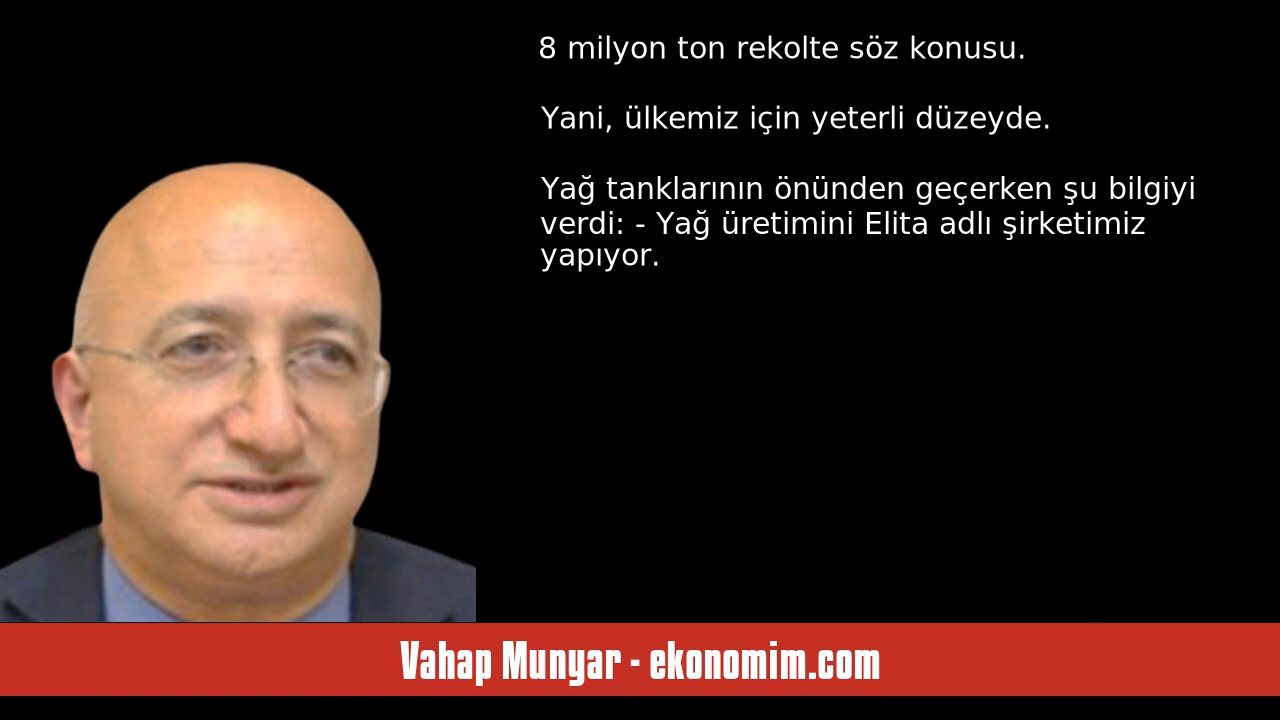 8 milyon ton rekolte söz konusu.
Yani, ülkemiz için yeterli düzeyde.
Yağ tanklarının önünden geçerken şu bilgiyi
verdi: - Yağ üretimini Elita adlı şirketimiz
yapıyor.
Vahap Munyar - ekonomim.com